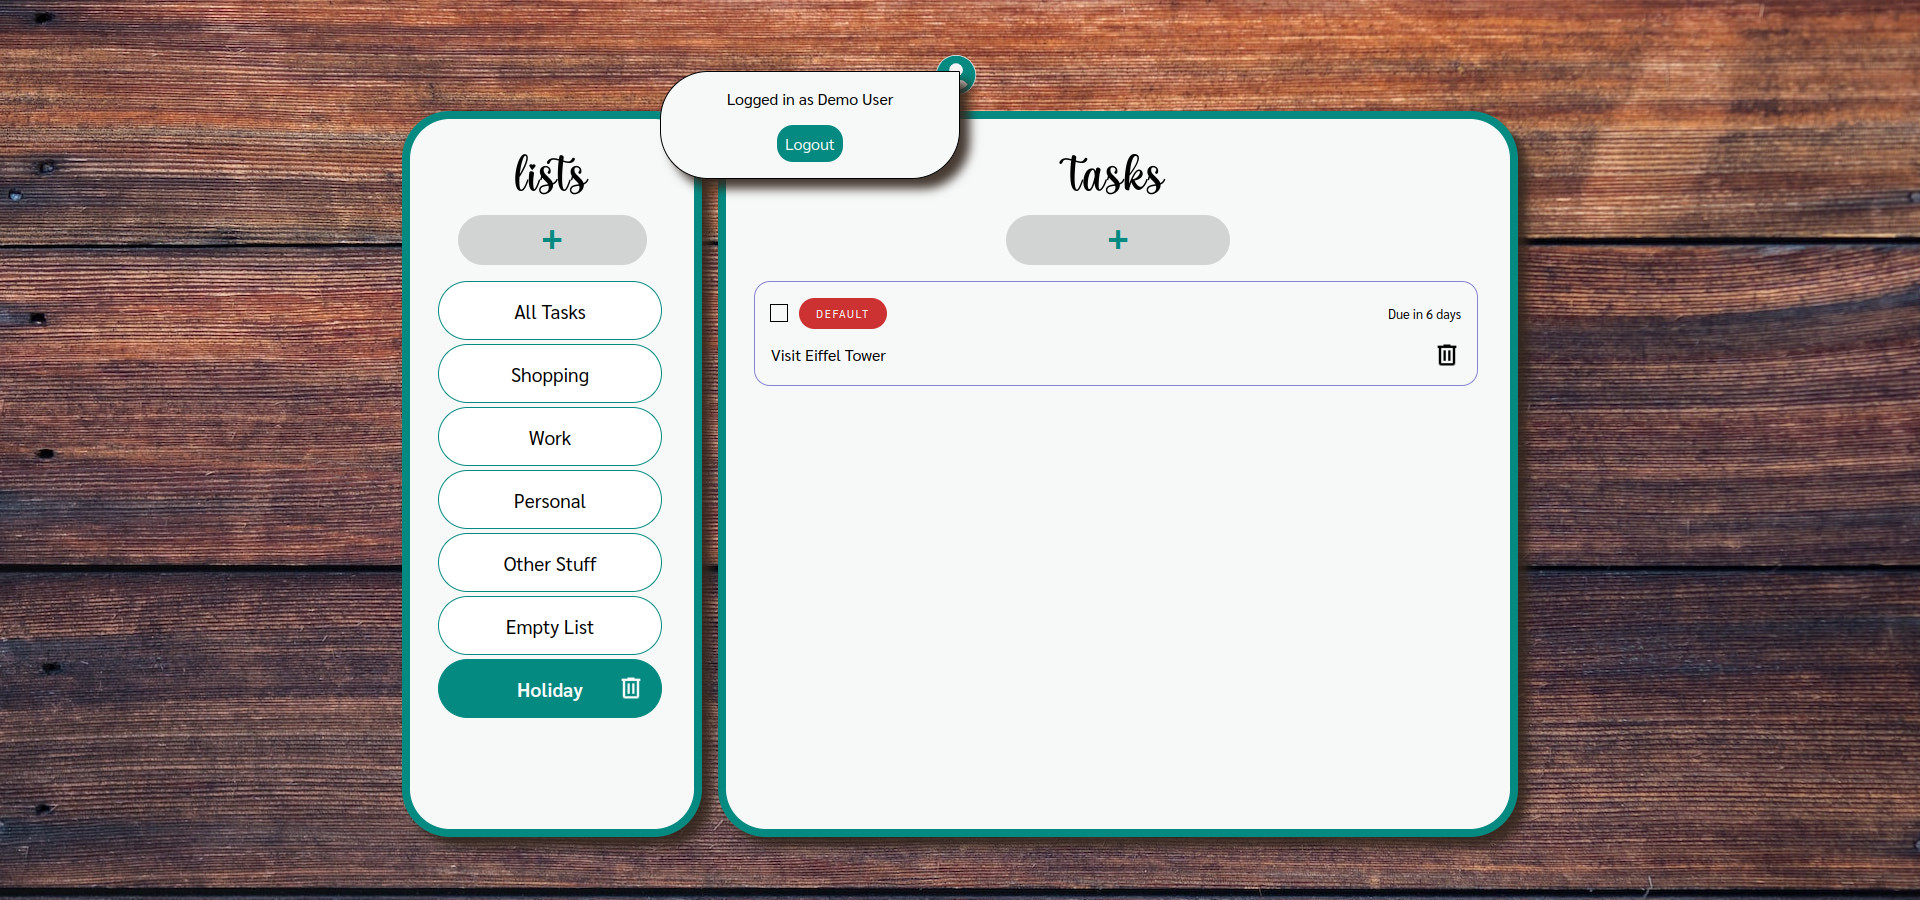 Logged in as Demo User
Logout
lists
+
All Tasks
Shopping
Work
Personal
Other Stuff
Empty List
Holiday
tasks
+
DEFAULT
Due in 6 days
Visit Eiffel Tower